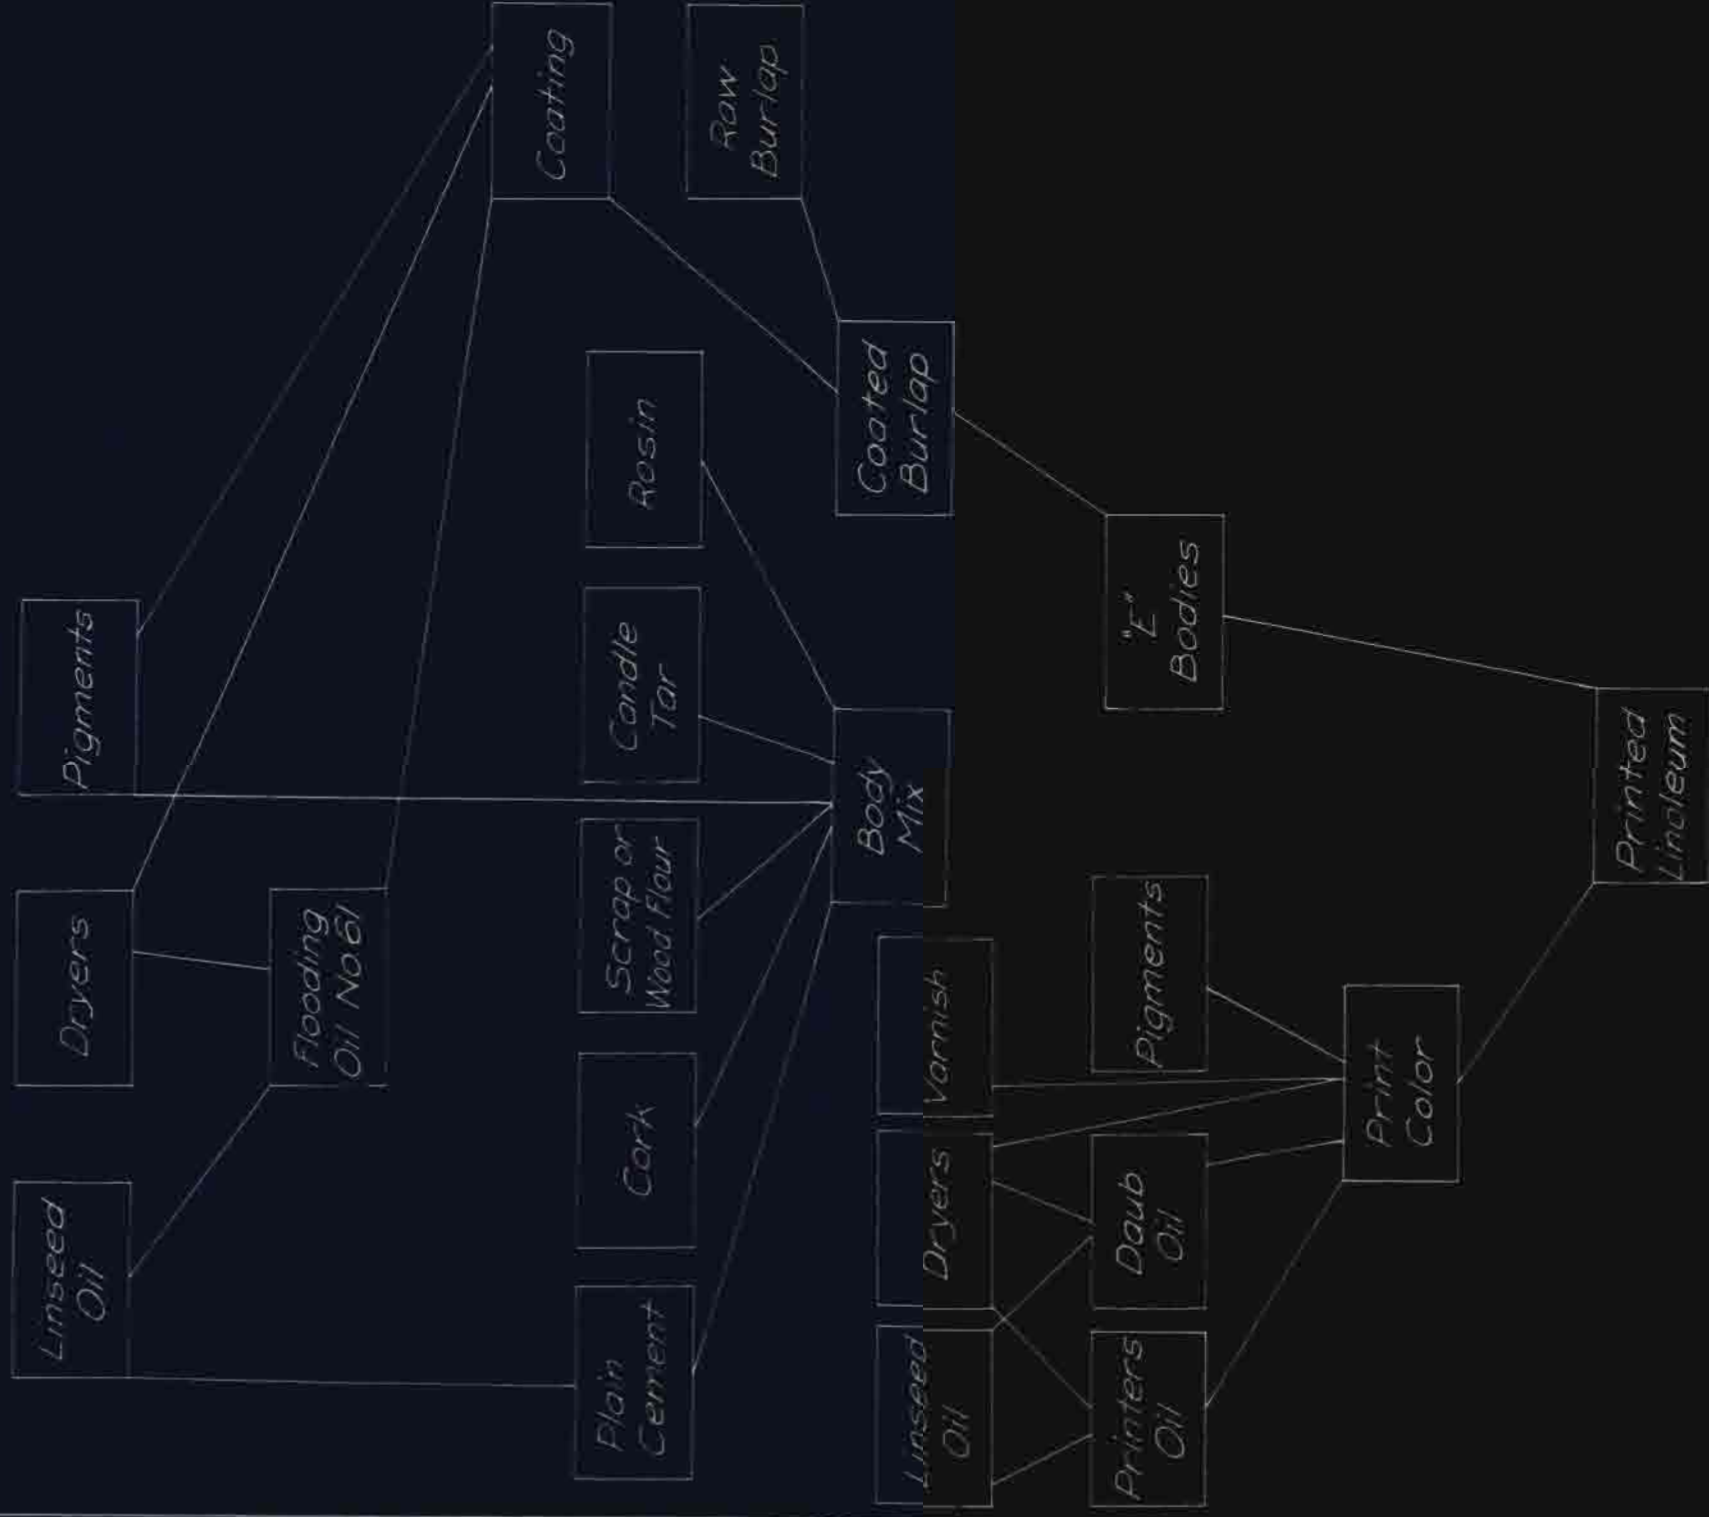 Linseed
Oil
Dryers
Pigments
Flooding
Oil No.61
Coating
Plain
Cement
Cork
Scrap or
Wood Flour
Candle
Tar
Rosin
Raw
Burlap
Body
Mix
Coated
Burlap
Linseed
Oil
Dryers
Varnish
Printers
Oil
Daub
Oil
Pigments
"E"
Bodies
Print
Color
Printed
Linoleum